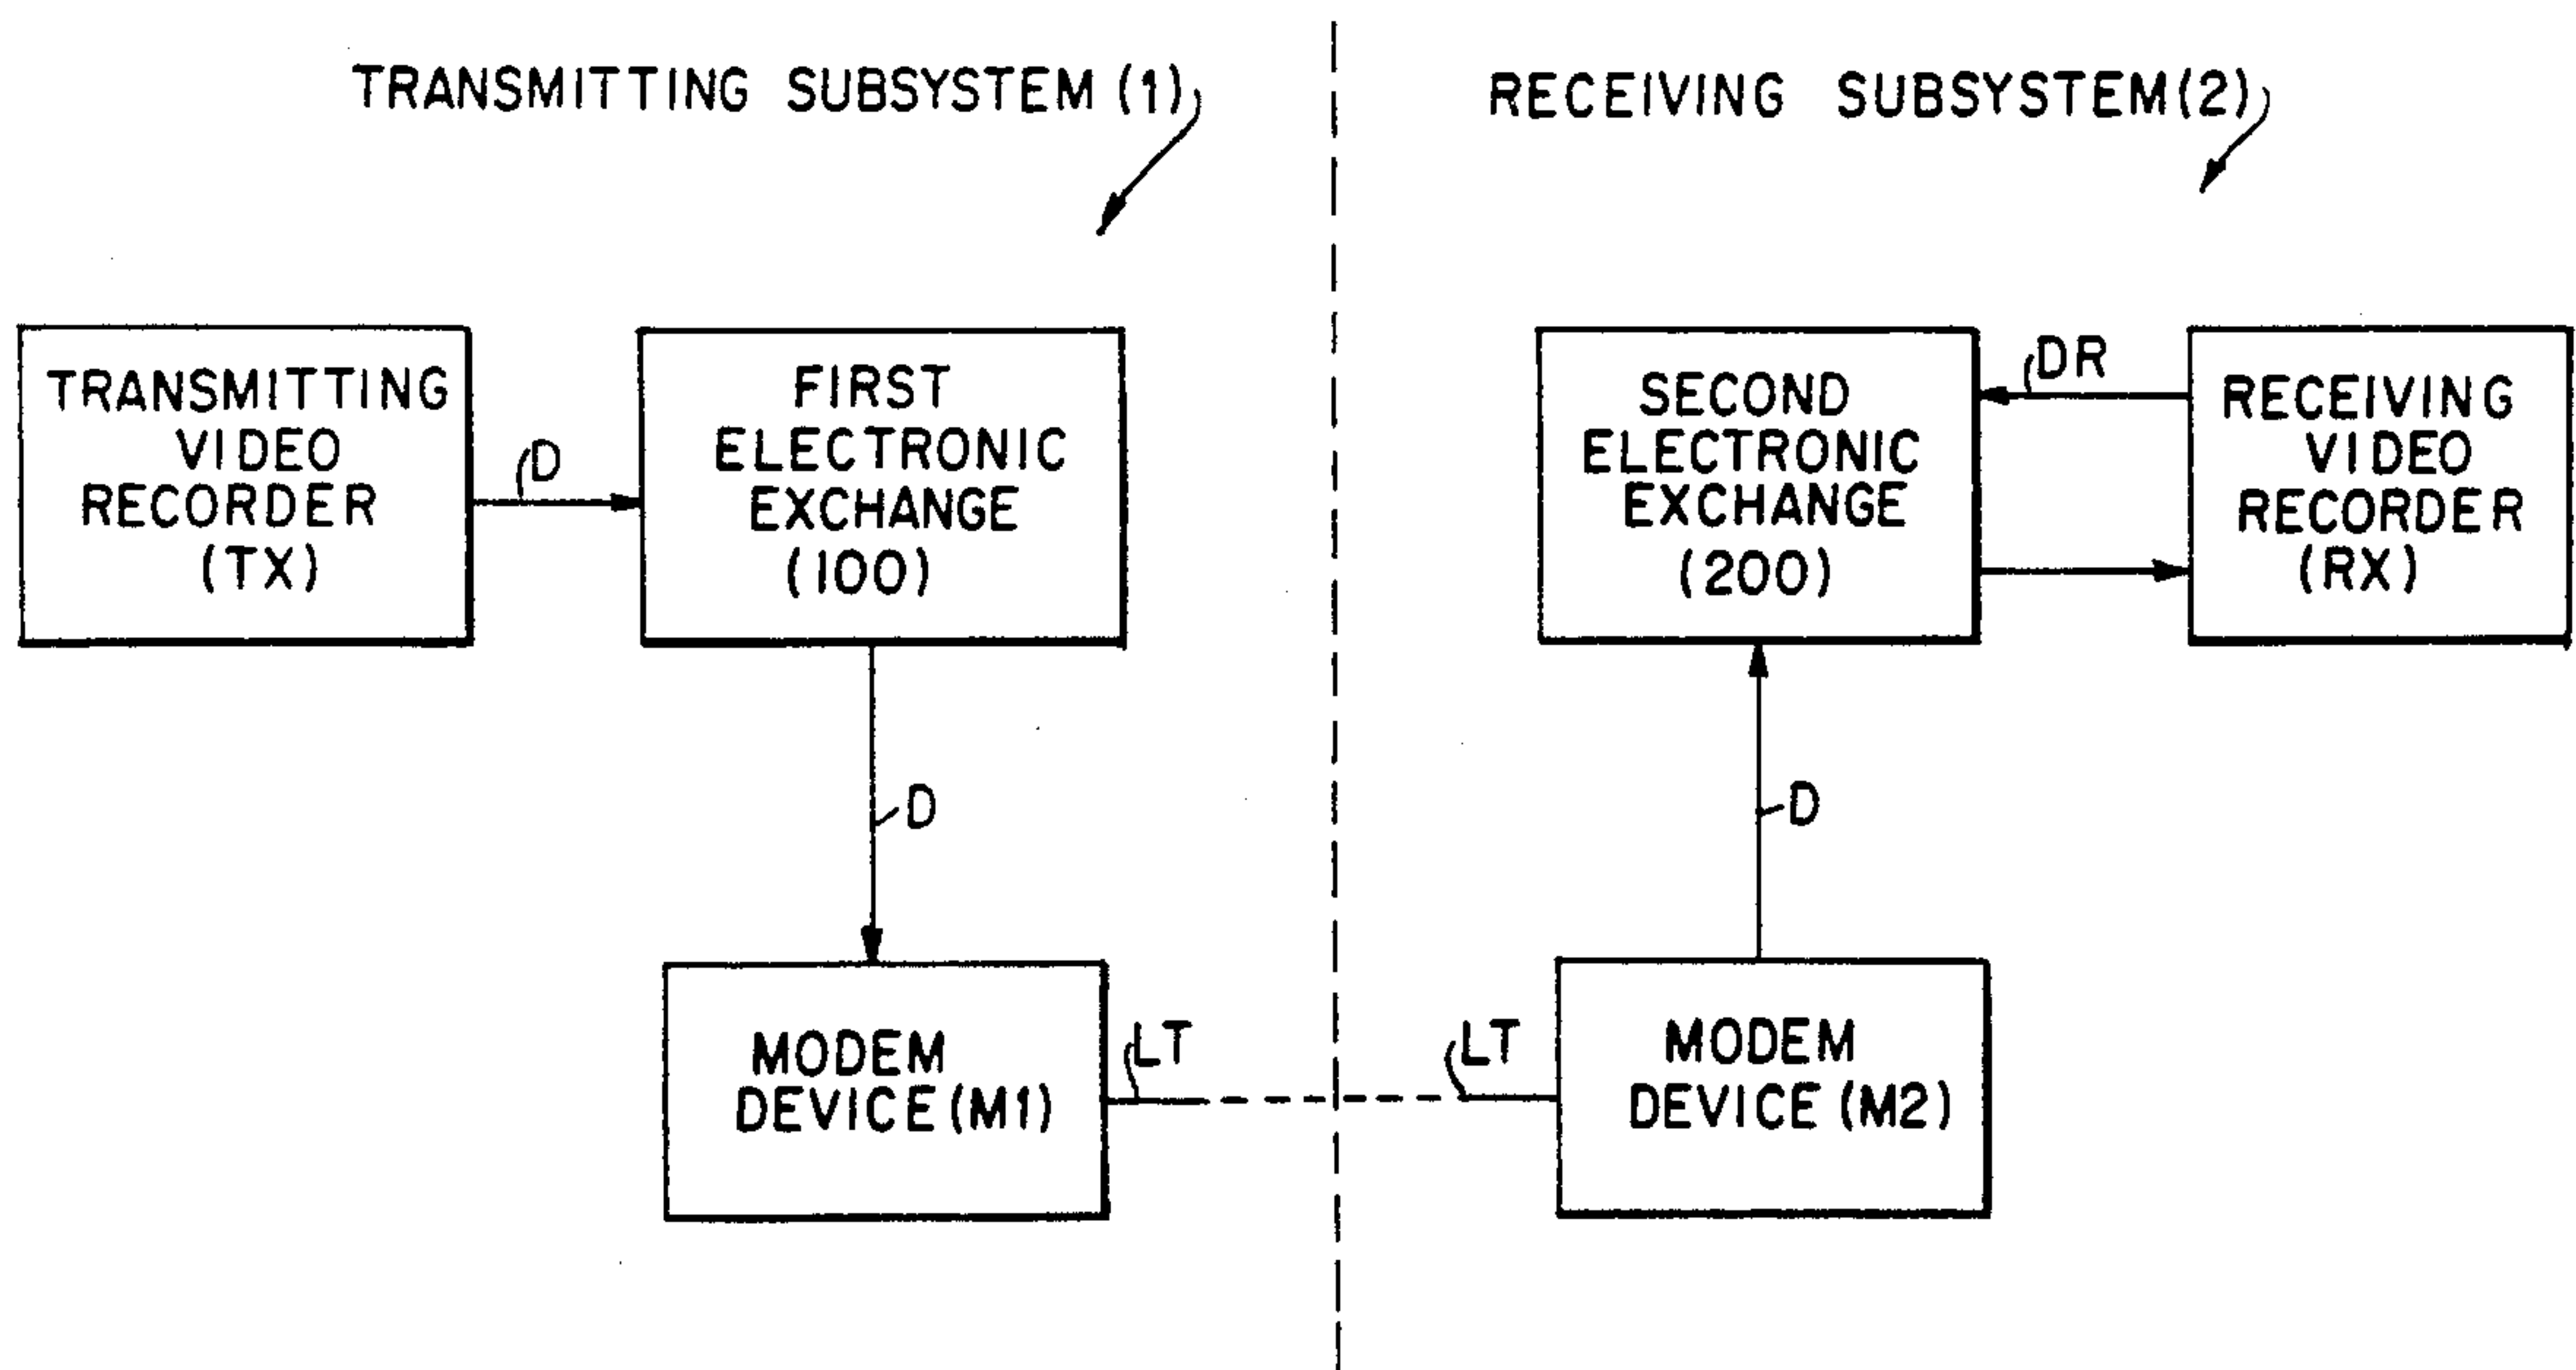 TRANSMITTING SUBSYSTEM (1)
RECEIVING SUBSYSTEM (2)
TRANSMITTING
VIDEO
RECORDER
(TX)
D
FIRST
ELECTRONIC
EXCHANGE
(100)
SECOND
ELECTRONIC
EXCHANGE
(200)
DR
RECEIVING
VIDEO
RECORDER
(RX)
D
D
MODEM
DEVICE (M1)
LT
LT
MODEM
DEVICE (M2)